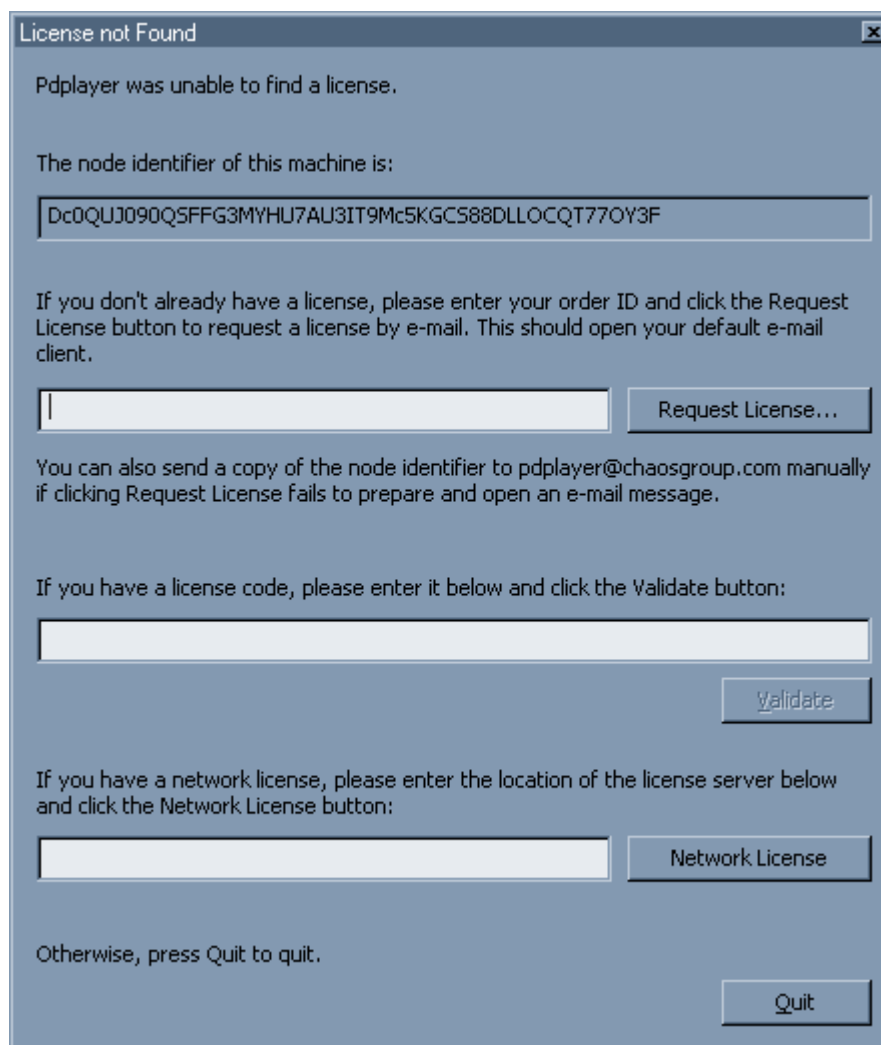 License not Found
Pdplayer was unable to find a license.
The node identifier of this machine is:
Dc0QUJ090QSFFG3MYHU7AU3IT9Mc5KGCS88DLLOCQT77OY3F
If you don't already have a license, please enter your order ID and click the Request
License button to request a license by e-mail. This should open your default e-mail
client.
Request License...
You can also send a copy of the node identifier to pdplayer@chaosgroup.com manually
if clicking Request License fails to prepare and open an e-mail message.
If you have a license code, please enter it below and click the Validate button:
Validate
If you have a network license, please enter the location of the license server below
and click the Network License button:
Network License
Otherwise, press Quit to quit.
Quit